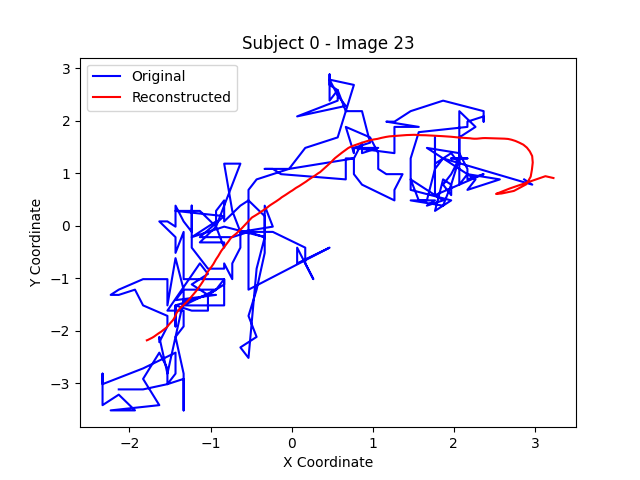 Subject 0 - Image 23
Original
Reconstructed
Y Coordinate
3
2
1
0
−1
−2
−3
−2
−1
0
1
2
3
X Coordinate